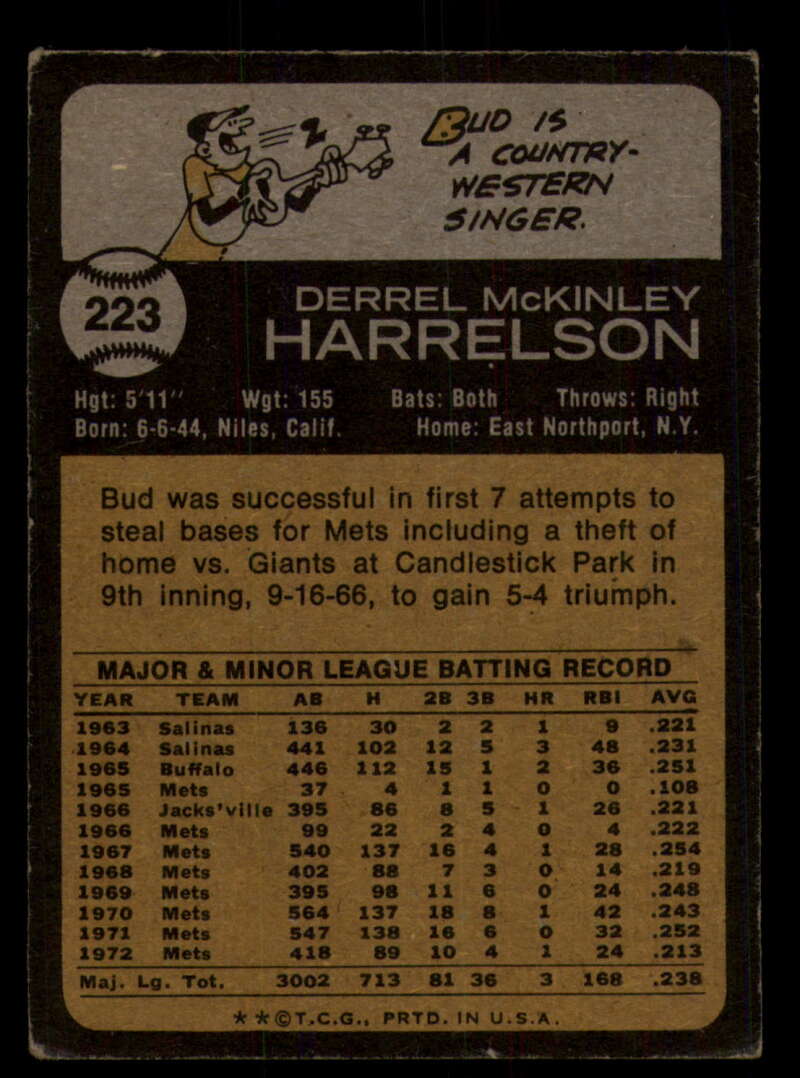 BUD IS
A COUNTRY-
WESTERN
SINGER.
223
DERREL McKINLEY
HARRELSON
Hgt: 5'11" Wgt: 155 Bats: Both Throws: Right
Born: 6-6-44, Niles, Calif. Home: East Northport, N.Y.
Bud was successful in first 7 attempts to
steal bases for Mets including a theft of
home vs. Giants at Candlestick Park in
9th inning, 9-16-66, to gain 5-4 triumph.
MAJOR & MINOR LEAGUE BATTING RECORD
YEAR TEAM AB H 2B 3B HR RBI AVG
1963 Salinas 136 30 2 2 1 9 .221
1964 Salinas 441 102 12 5 3 48 .231
1965 Buffalo 446 112 15 1 2 36 .251
1965 Mets 37 4 1 1 0 0 .108
1966 Jacks'ville 395 86 8 5 1 26 .221
1966 Mets 99 22 2 4 0 4 .222
1967 Mets 540 137 16 4 1 28 .254
1968 Mets 402 88 7 3 0 14 .219
1969 Mets 395 98 11 6 0 24 .248
1970 Mets 564 137 18 8 1 42 .243
1971 Mets 547 138 16 6 0 32 .252
1972 Mets 418 89 10 4 1 24 .213
Maj. Lg. Tot. 3002 713 81 36 3 168 .238
★★©T.C.G., PRTD. IN U.S.A.